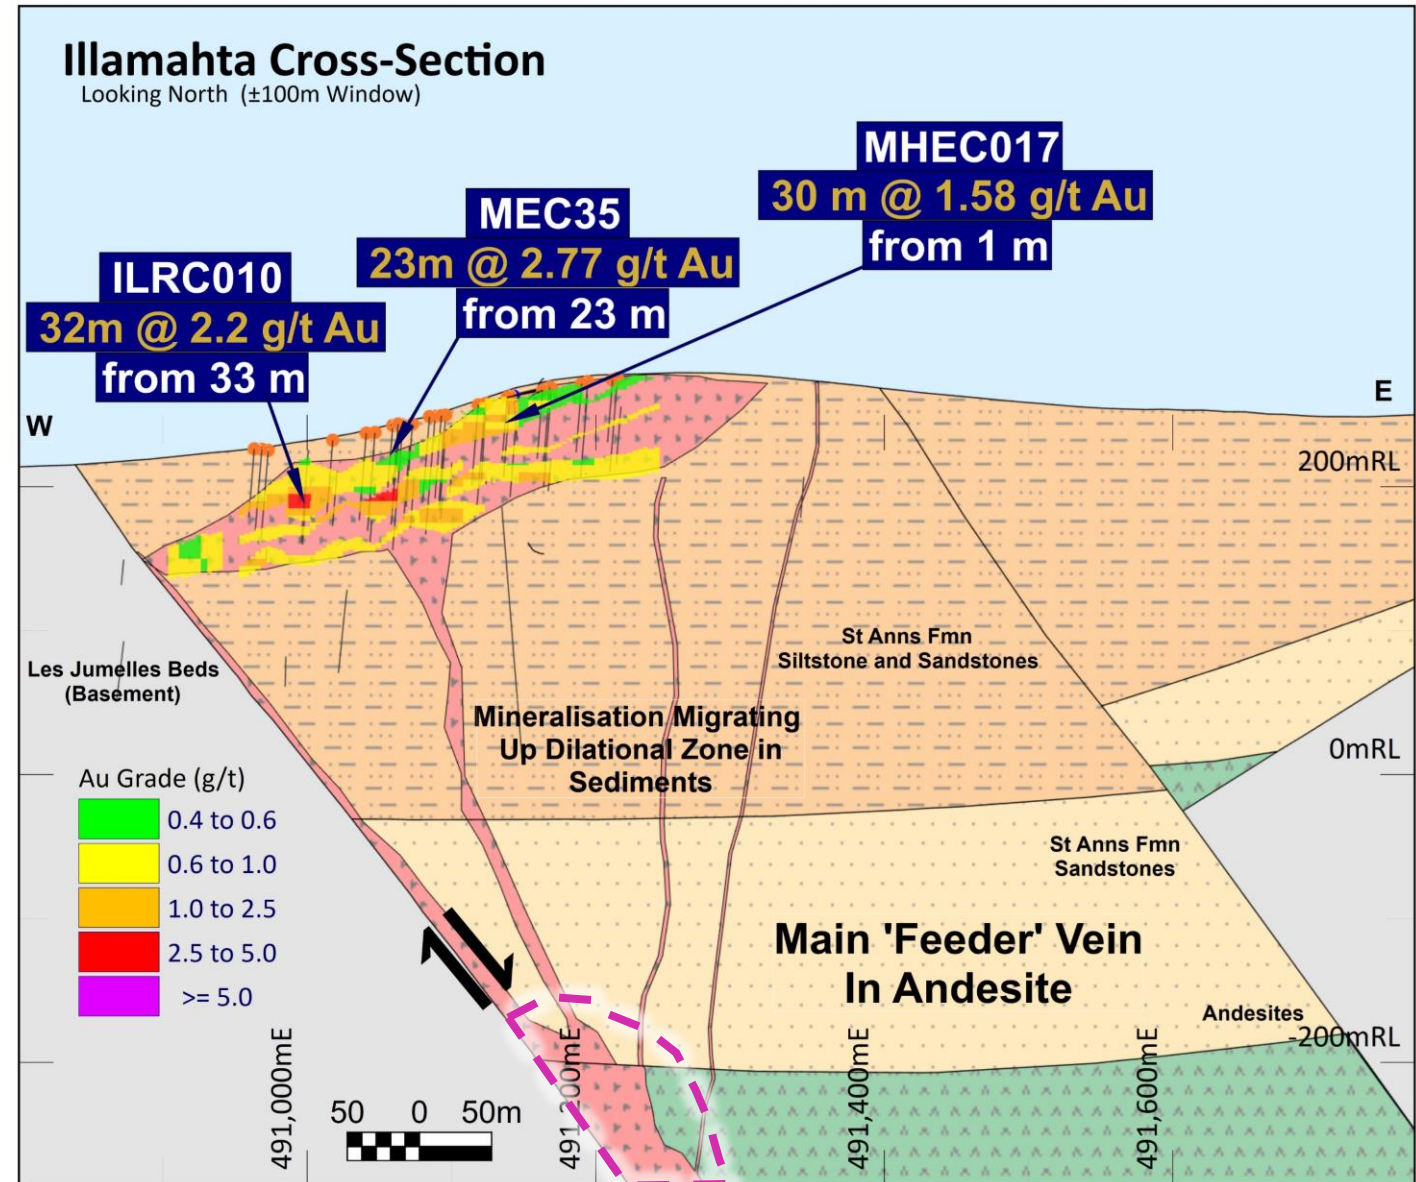 Illamahta Cross-Section
Looking North (±100m Window)
MHEC017
30 m @ 1.58 g/t Au
from 1 m
MEC35
23m @ 2.77 g/t Au
from 23 m
ILRC010
32m @ 2.2 g/t Au
from 33 m
W
E
200mRL
St Anns Fmn
Siltstone and Sandstones
Les Jumelles Beds
(Basement)
Mineralisation Migrating
Up Dilational Zone in
Sediments
0mRL
Au Grade (g/t)
0.4 to 0.6
0.6 to 1.0
1.0 to 2.5
2.5 to 5.0
>= 5.0
St Anns Fmn
Sandstones
Main 'Feeder' Vein
In Andesite
Andesites
-200mRL
50 0 50m
491,000mE
491,200mE
491,400mE
491,600mE